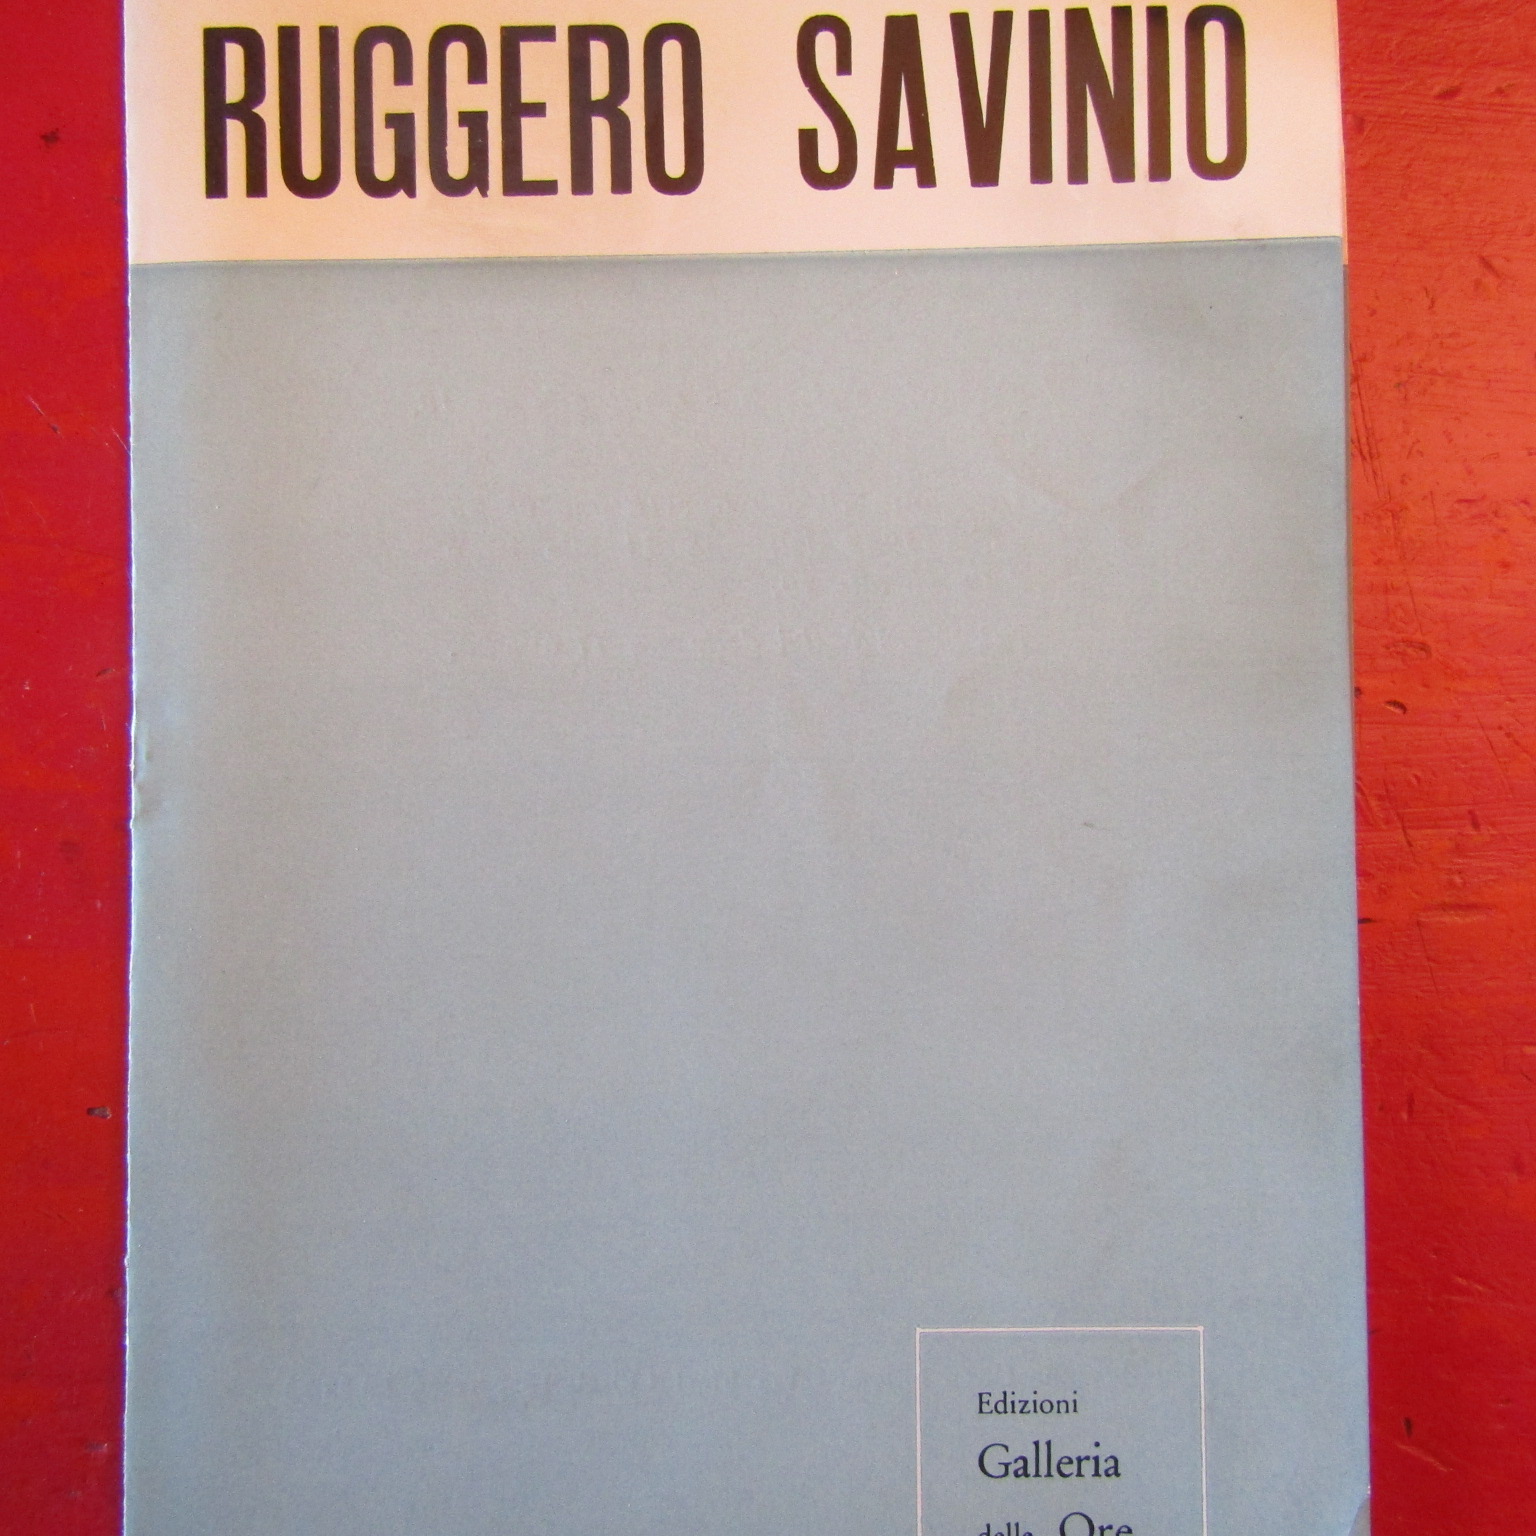 RUGGERO SAVINIO
Edizioni
Galleria
delle Ore